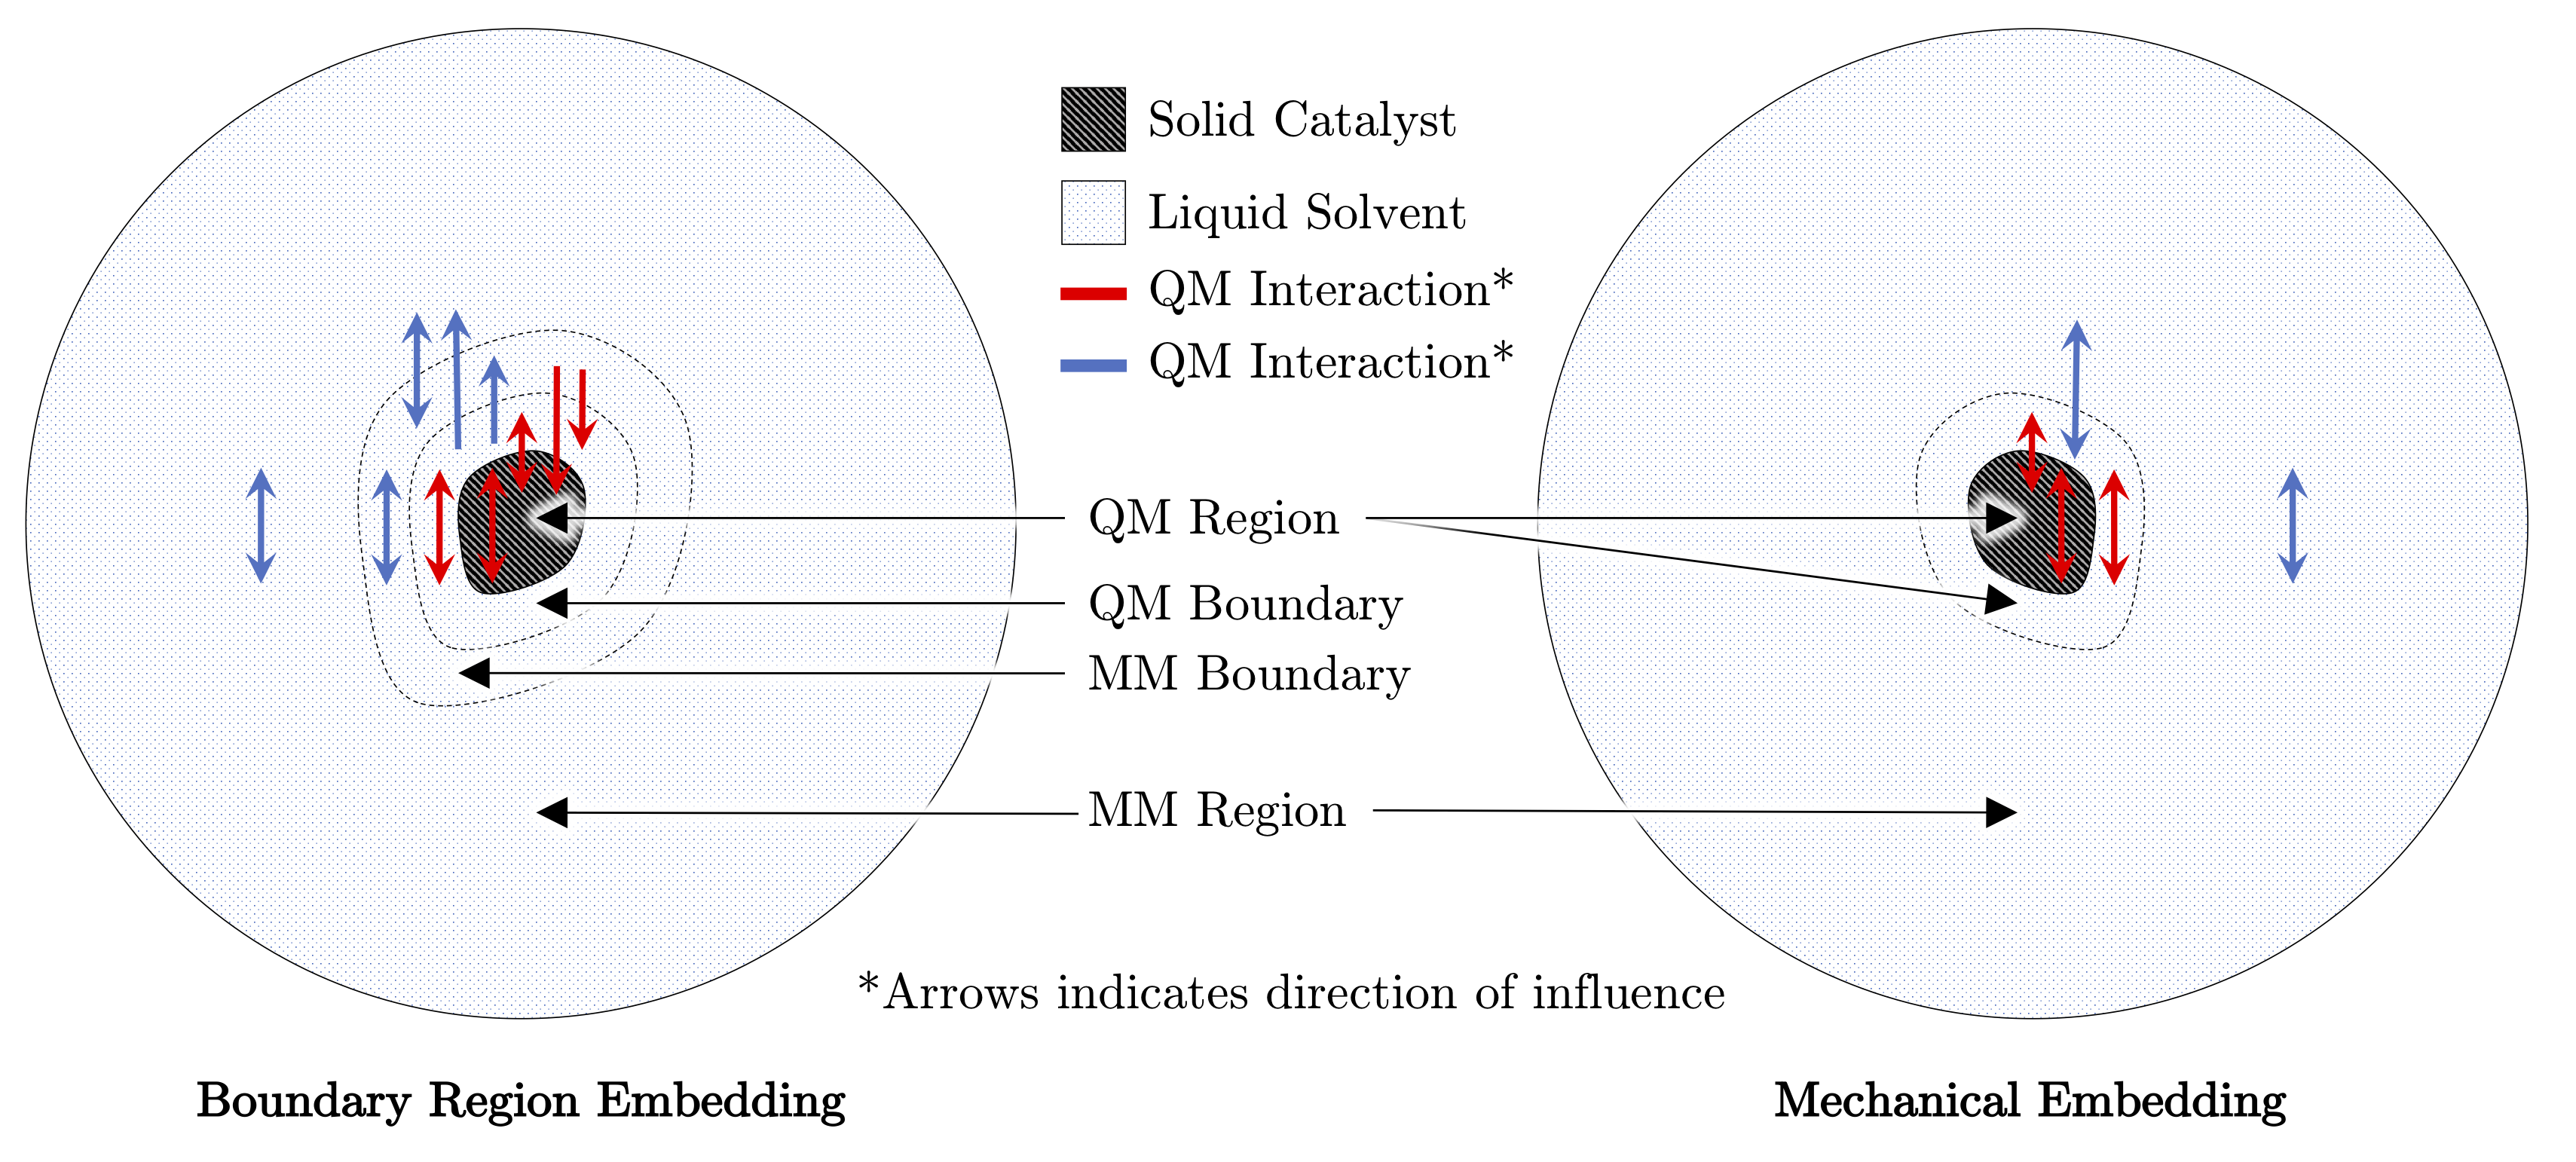 Solid Catalyst
Liquid Solvent
QM Interaction*
QM Interaction*
QM Region
QM Boundary
MM Boundary
MM Region
*Arrows indicates direction of influence
Boundary Region Embedding
Mechanical Embedding